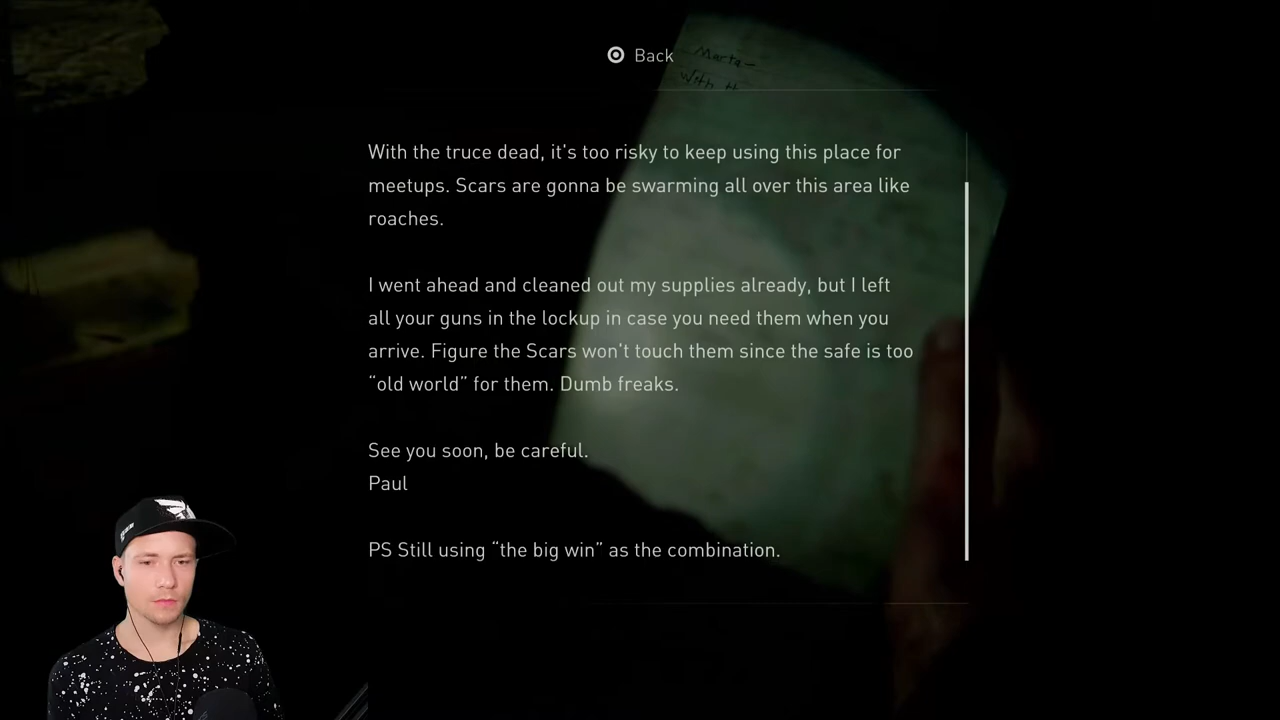 Back
Marta-
With th
With the truce dead, it's too risky to keep using this place for
meetups. Scars are gonna be swarming all over this area like
roaches.
I went ahead and cleaned out my supplies already, but I left
all your guns in the lockup in case you need them when you
arrive. Figure the Scars won't touch them since the safe is too
“old world” for them. Dumb freaks.
See you soon, be careful.
Paul
PS Still using “the big win” as the combination.